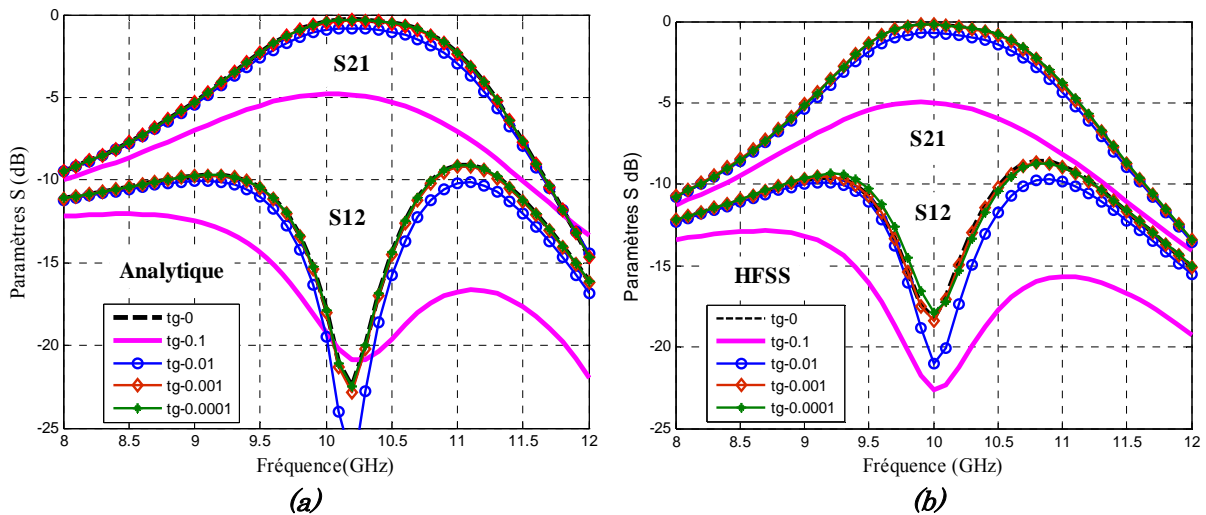 0
-5
-10
-15
-20
-25
Paramètres S (dB)
S21
S12
Analytique
tg-0
tg-0.1
tg-0.01
tg-0.001
tg-0.0001
8 8.5 9 9.5 10 10.5 11 11.5 12
Fréquence(GHz)
(a)
0
-5
-10
-15
-20
-25
Paramètres S dB)
S21
S12
HFSS
tg-0
tg-0.1
tg-0.01
tg-0.001
tg-0.0001
8 8.5 9 9.5 10 10.5 11 11.5 12
Fréquence (GHz)
(b)